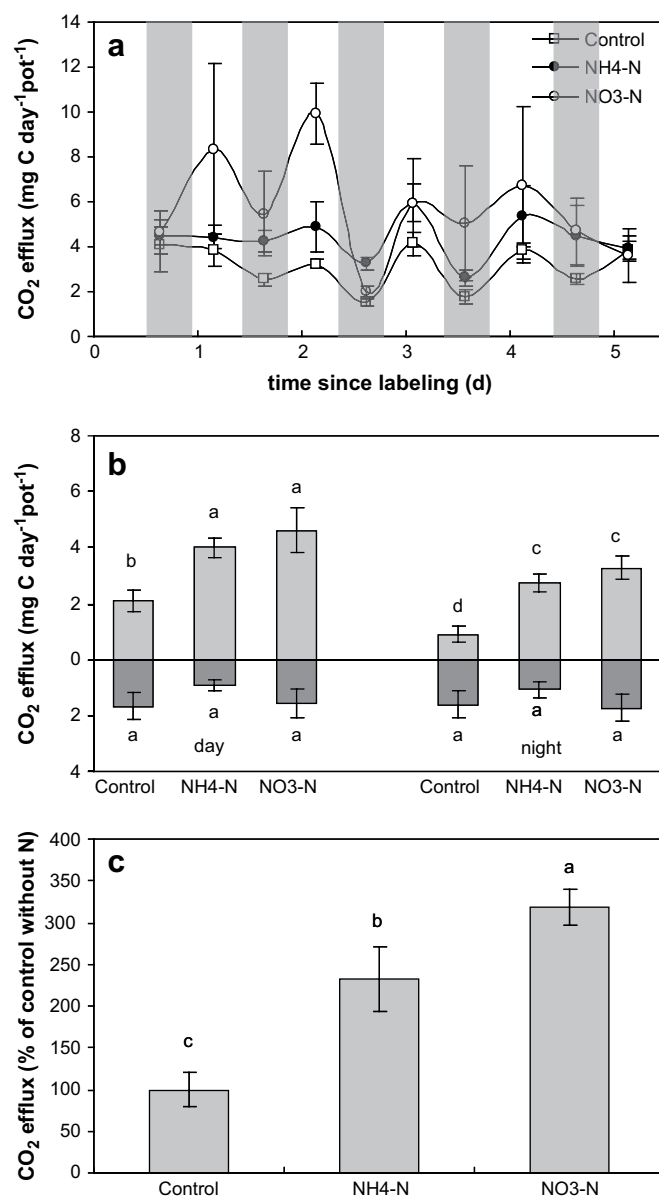 a
Control
NH4-N
NO3-N
14
12
10
8
6
4
2
0
CO2 efflux (mg C day-1pot-1)
0 1 2 3 4 5
time since labeling (d)
b
8
6
4
2
0
2
4
CO2 efflux (mg C day-1pot-1)
b a a d c c
a a a a a a
day night
Control NH4-N NO3-N Control NH4-N NO3-N
c
400
350
300
250
200
150
100
50
0
CO2 efflux (% of control without N)
c b a
Control NH4-N NO3-N